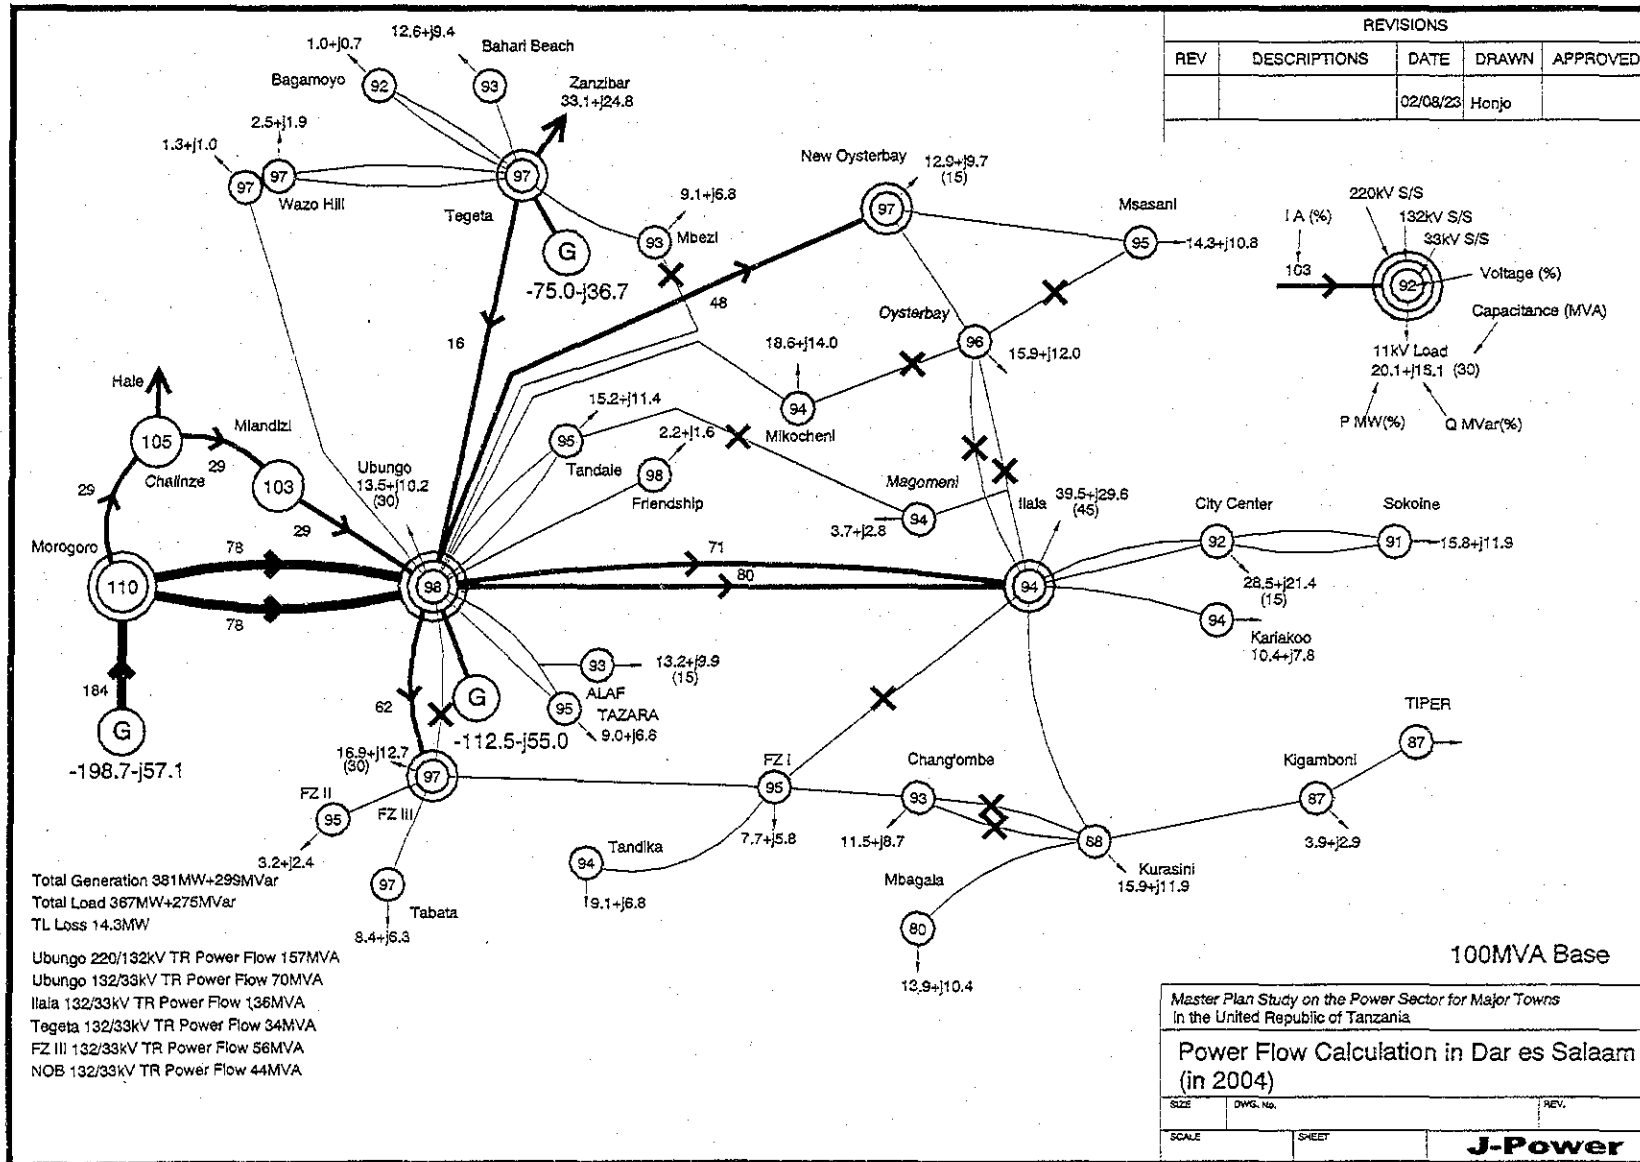 REVISIONS
REV DESCRIPTIONS DATE DRAWN APPROVED
02/08/23 Honjo
12.6+j9.4
1.0+j0.7
Bahari Beach
Bagamoyo
92
93
Zanzibar
33.1+j24.8
2.5+j1.9
1.3+j1.0
97
97
Wazo Hill
97
Tegeta
9.1+j6.8
93
Mbezi
G
-75.0-j36.7
New Oysterbay
12.9+j9.7
(15)
97
Msasani
95
14.3+j10.8
48
16
Oysterbay
96
15.9+j12.0
18.6+j14.0
94
Mikocheni
220kV S/S
132kV S/S
33kV S/S
I A (%)
103
92
Voltage (%)
Capacitance (MVA)
11kV Load
20.1+j15.1 (30)
P MW(%)
Q MVar(%)
Hale
105
Chalinze
Mlandizi
29
103
29
29
Ubungo
13.5+j10.2
(30)
15.2+j11.4
95
Tandale
2.2+j1.6
98
Friendship
Magomeni
94
3.7+j2.8
Ilala
39.5+j29.6
(45)
City Center
92
28.5+j21.4
(15)
Sokoine
91
15.8+j11.9
Morogoro
110
78
78
98
71
80
94
94
Kariakoo
10.4+j7.8
184
G
-198.7-j57.1
62
G
-112.5-j55.0
93
13.2+j9.9
(15)
ALAF
95
TAZARA
9.0+j6.8
16.9+j12.7
(30)
97
FZ III
FZ II
95
3.2+j2.4
97
Tabata
8.4+j6.3
FZ I
95
7.7+j5.8
94
Tandika
9.1+j6.8
Chang'ombe
93
11.5+j8.7
88
Kurasini
15.9+j11.9
Mbagala
80
13.9+j10.4
Kigamboni
87
3.9+j2.9
TIPER
87
Total Generation 381MW+299MVar
Total Load 367MW+275MVar
TL Loss 14.3MW
Ubungo 220/132kV TR Power Flow 157MVA
Ubungo 132/33kV TR Power Flow 70MVA
Ilala 132/33kV TR Power Flow 136MVA
Tegeta 132/33kV TR Power Flow 34MVA
FZ III 132/33kV TR Power Flow 56MVA
NOB 132/33kV TR Power Flow 44MVA
100MVA Base
Master Plan Study on the Power Sector for Major Towns
in the United Republic of Tanzania
Power Flow Calculation in Dar es Salaam
(in 2004)
SIZE DWG. No. REV.
SCALE SHEET J-Power